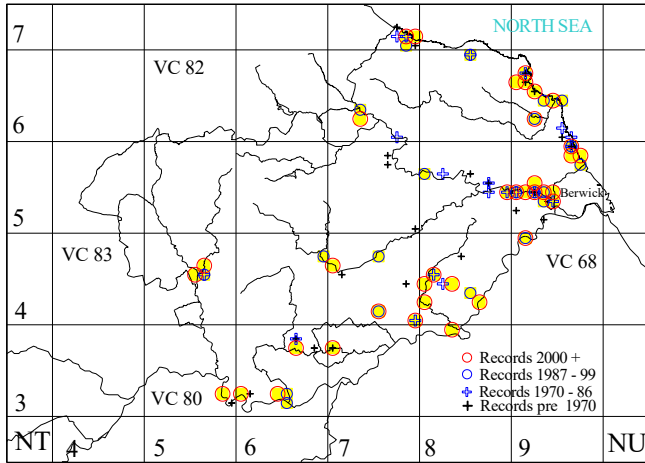 NORTH SEA
7
VC 82
6
Berwick
5
VC 83
VC 68
4
Records 2000 +
Records 1987 - 99
Records 1970 - 86
Records pre 1970
VC 80
3
NT 4 5 6 7 8 9 NU